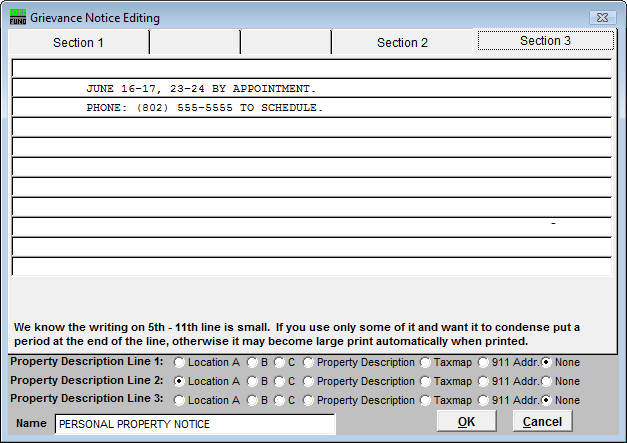 FUND Grievance Notice Editing
Section 1 Section 2 Section 3
JUNE 16-17, 23-24 BY APPOINTMENT.
PHONE: (802) 555-5555 TO SCHEDULE.
-
We know the writing on 5th - 11th line is small. If you use only some of it and want it to condense put a
period at the end of the line, otherwise it may become large print automatically when printed.
Property Description Line 1: Location A B C Property Description Taxmap 911 Addr. None
Property Description Line 2: Location A B C Property Description Taxmap 911 Addr. None
Property Description Line 3: Location A B C Property Description Taxmap 911 Addr. None
Name PERSONAL PROPERTY NOTICE OK Cancel